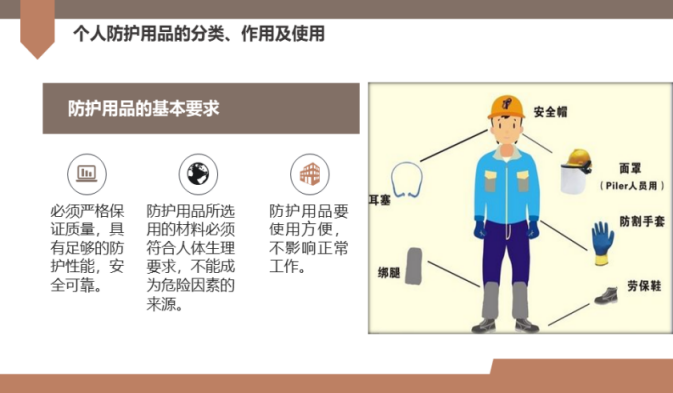 个人防护用品的分类、作用及使用
防护用品的基本要求
必须严格保
证质量，具
有足够的防
护性能，安
全可靠。
防护用品所选
用的材料必须
符合人体生理
要求，不能成
为危险因素的
来源。
防护用品要
使用方便，
不影响正常
工作。
安全帽
面罩
（Piler人员用）
耳塞
防割手套
绑腿
劳保鞋